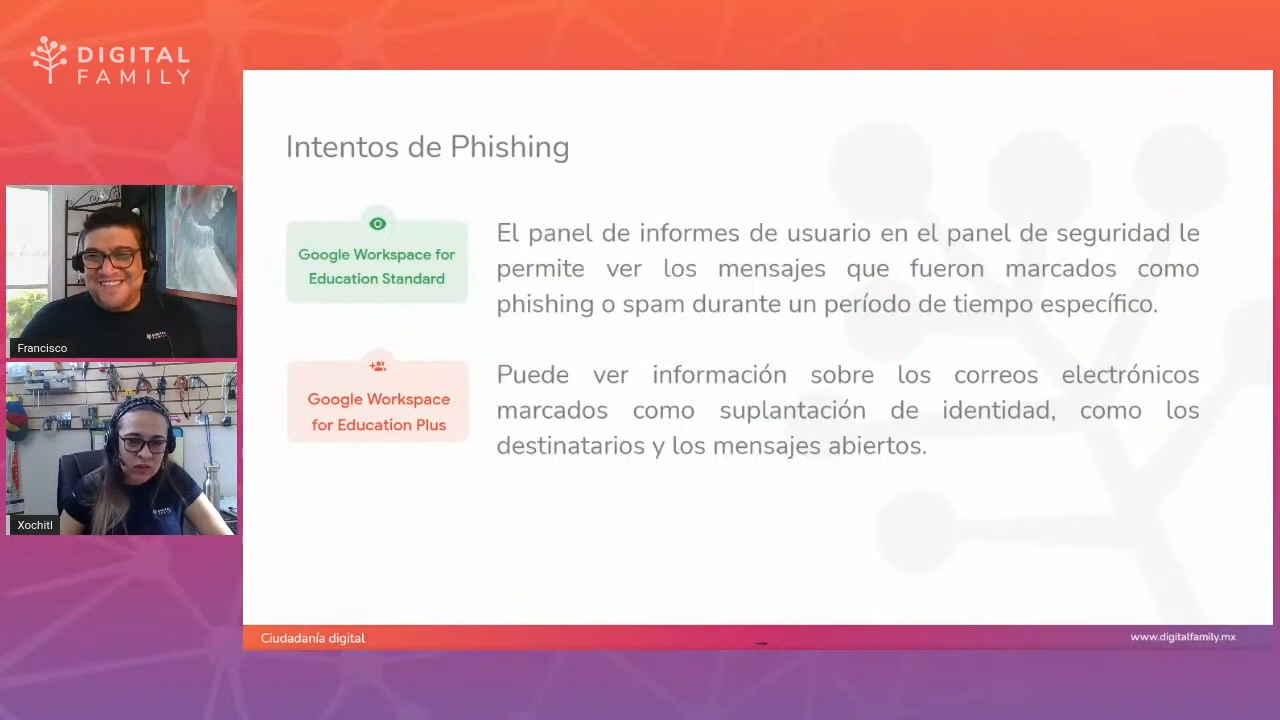 DIGITAL
FAMILY
Intentos de Phishing
Google Workspace for
Education Standard
El panel de informes de usuario en el panel de seguridad le
permite ver los mensajes que fueron marcados como
phishing o spam durante un período de tiempo específico.
Google Workspace
for Education Plus
Puede ver información sobre los correos electrónicos
marcados como suplantación de identidad, como los
destinatarios y los mensajes abiertos.
Francisco
Xochitl
Ciudadanía digital
www.digitalfamily.mx